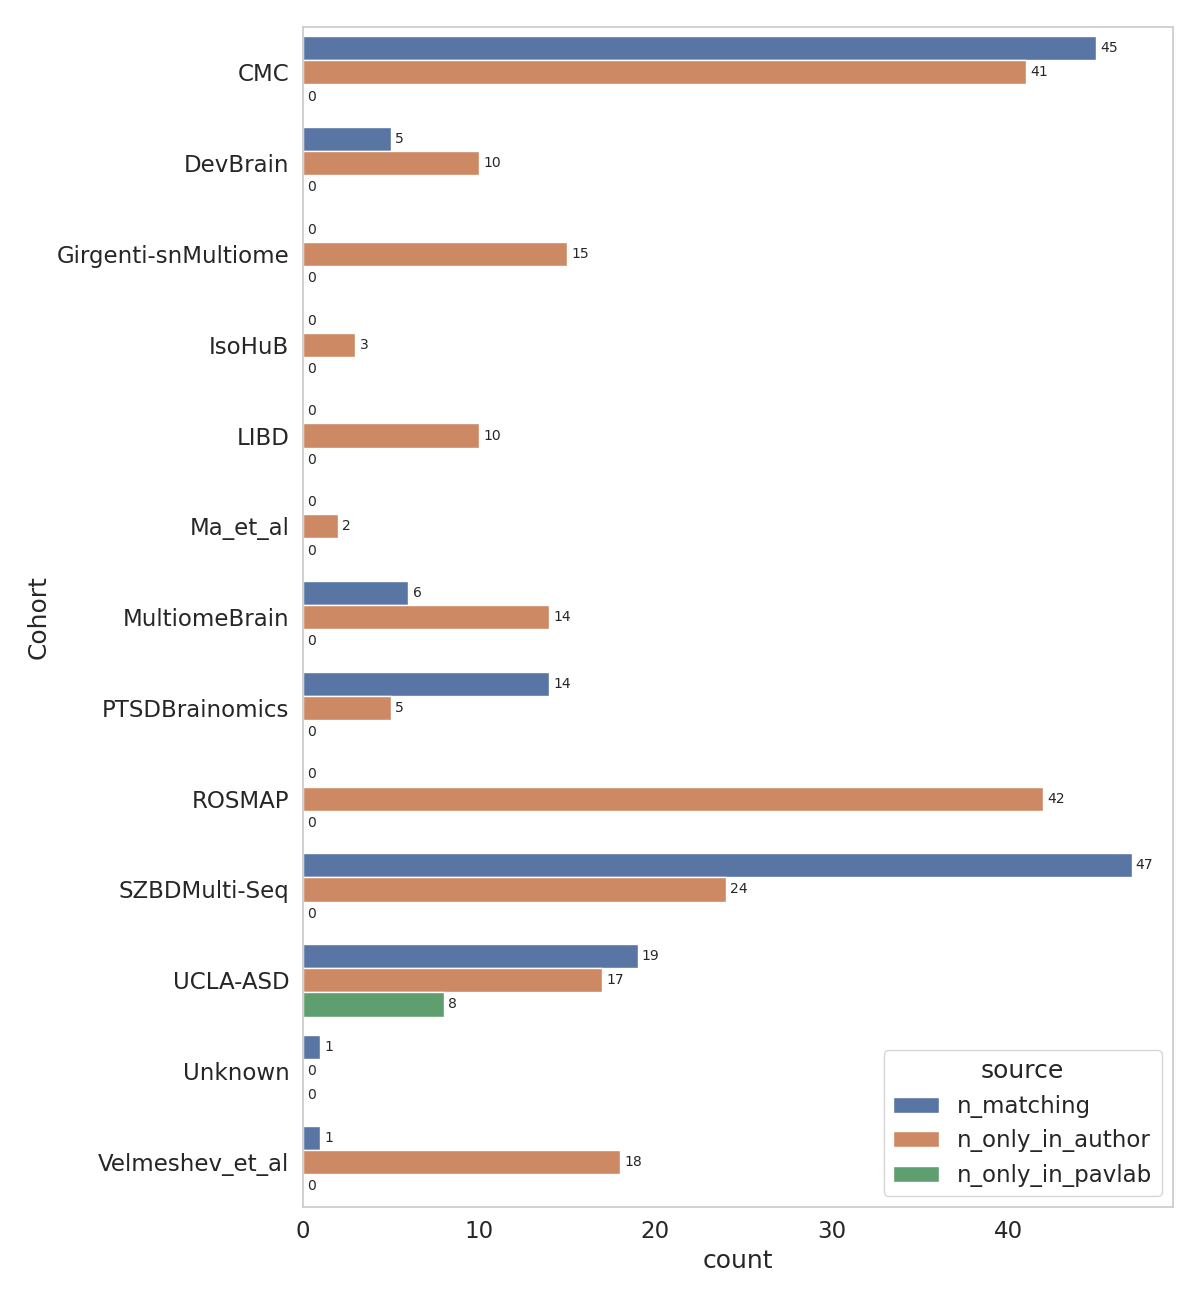 CMC
45
41
0
DevBrain
5
10
0
Girgenti-snMultiome
0
15
0
IsoHuB
0
3
0
LIBD
0
10
0
Ma_et_al
0
2
0
MultiomeBrain
6
14
0
PTSDBrainomics
14
5
0
ROSMAP
0
42
0
SZBDMulti-Seq
47
24
0
UCLA-ASD
19
17
8
Unknown
1
0
0
Velmeshev_et_al
1
18
0
Cohort
0 10 20 30 40
count
source
n_matching
n_only_in_author
n_only_in_pavlab